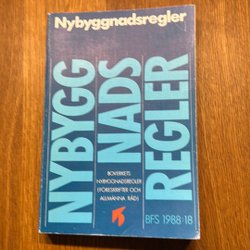 Nybyggnadsregler
NYBYGG
NADS
REGLER
BOVERKETS
NYBYGGNADSREGLER
(FÖRESKRIFTER OCH
ALLMÄNNA RÅD)
BFS 1988:18